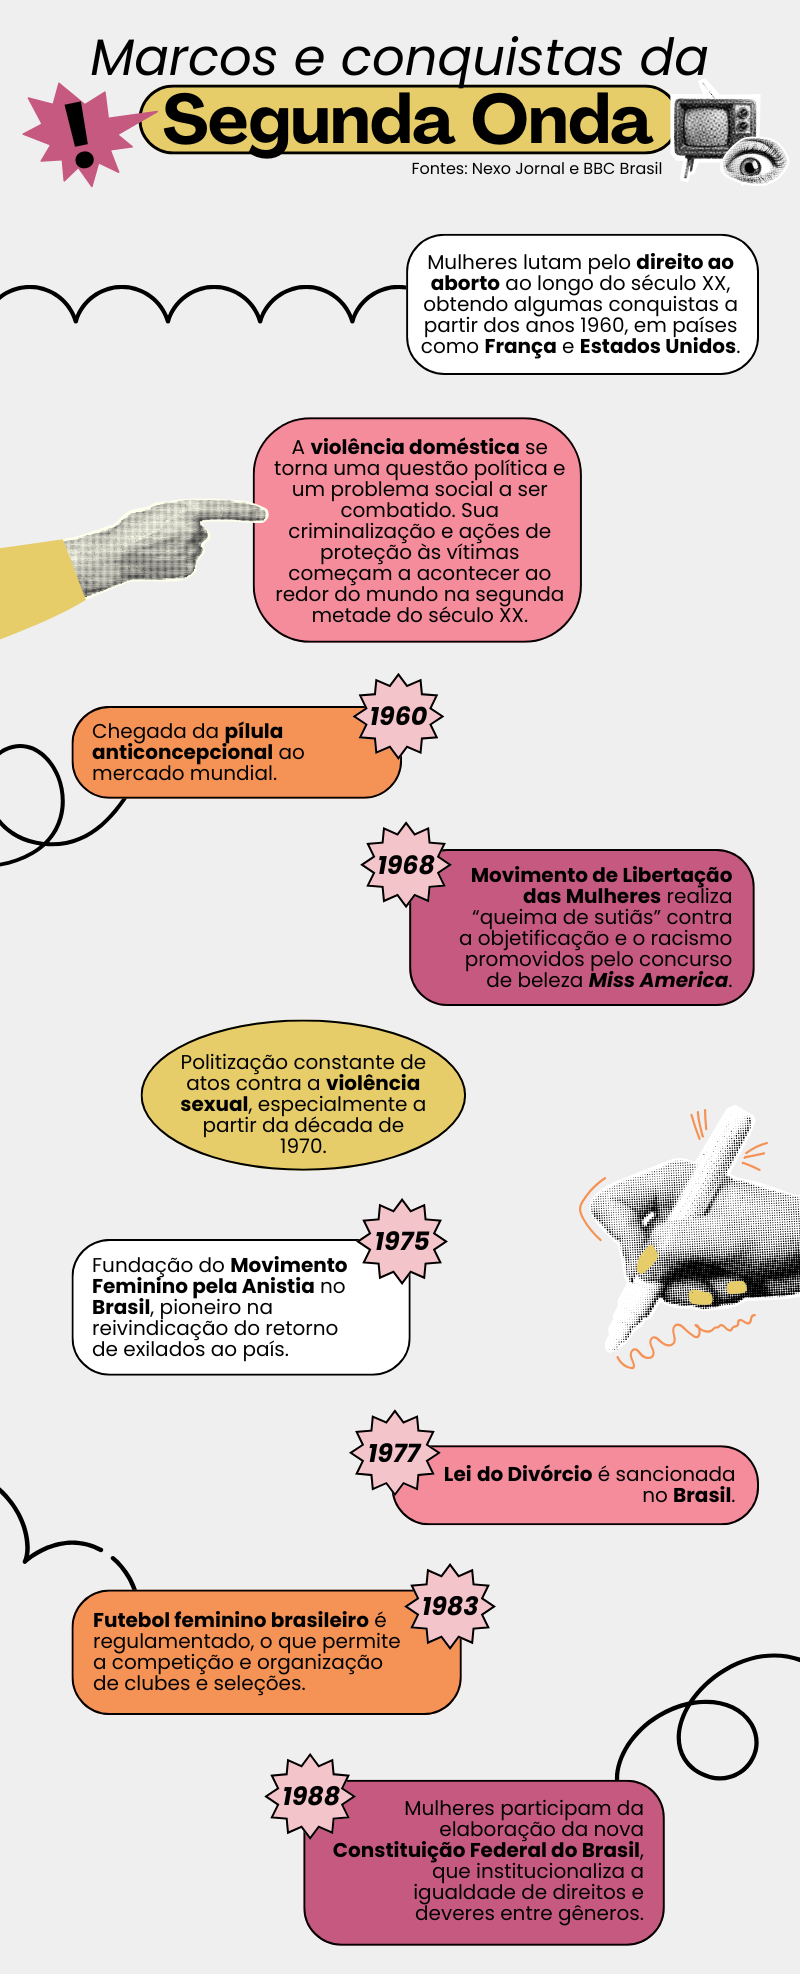 Marcos e conquistas da
Segunda Onda
!
Fontes: Nexo Jornal e BBC Brasil
Mulheres lutam pelo direito ao
aborto ao longo do século XX,
obtendo algumas conquistas a
partir dos anos 1960, em países
como França e Estados Unidos.
A violência doméstica se
torna uma questão política e
um problema social a ser
combatido. Sua
criminalização e ações de
proteção às vítimas
começam a acontecer ao
redor do mundo na segunda
metade do século XX.
1960
Chegada da pílula
anticoncepcional ao
mercado mundial.
1968
Movimento de Libertação
das Mulheres realiza
“queima de sutiãs” contra
a objetificação e o racismo
promovidos pelo concurso
de beleza Miss America.
Politização constante de
atos contra a violência
sexual, especialmente a
partir da década de
1970.
1975
Fundação do Movimento
Feminino pela Anistia no
Brasil, pioneiro na
reivindicação do retorno
de exilados ao país.
1977
Lei do Divórcio é sancionada
no Brasil.
1983
Futebol feminino brasileiro é
regulamentado, o que permite
a competição e organização
de clubes e seleções.
1988
Mulheres participam da
elaboração da nova
Constituição Federal do Brasil,
que institucionaliza a
igualdade de direitos e
deveres entre gêneros.